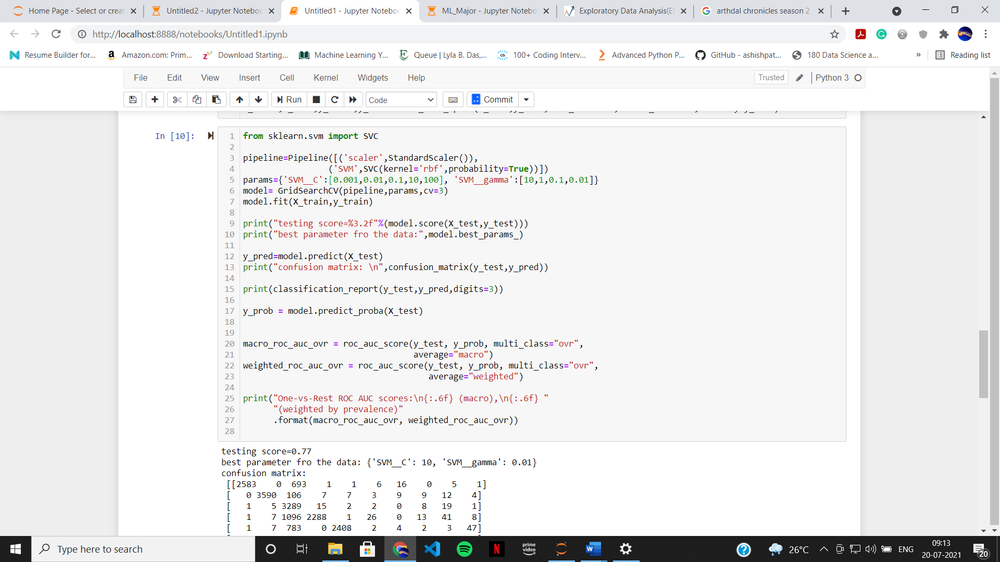 Home Page - Select or creat
Untitled2 - Jupyter Noteboo
Untitled1 - Jupyter Noteboo
ML_Major - Jupyter Notebo
Exploratory Data Analysis(E
arthdal chronicles season 2
http://localhost:8888/notebooks/Untitled1.ipynb
Resume Builder for...
Amazon.com: Prim...
Download Starting...
Machine Learning Y...
Queue | Lyla B. Das,...
100+ Coding Interv...
Advanced Python P...
GitHub - ashishpat...
180 Data Science a...
»
Reading list
File Edit View Insert Cell Kernel Widgets Help
Trusted
Python 3
Run
Code
Commit
In [10]:
1 from sklearn.svm import SVC
2
3 pipeline=Pipeline([('scaler',StandardScaler()),
4 ('SVM',SVC(kernel='rbf',probability=True))])
5 params={'SVM__C':[0.001,0.01,0.1,10,100], 'SVM__gamma':[10,1,0.1,0.01]}
6 model= GridSearchCV(pipeline,params,cv=3)
7 model.fit(X_train,y_train)
8
9 print("testing score=%3.2f"%(model.score(X_test,y_test)))
10 print("best parameter fro the data:",model.best_params_)
11
12 y_pred=model.predict(X_test)
13 print("confusion matrix: \n",confusion_matrix(y_test,y_pred))
14
15 print(classification_report(y_test,y_pred,digits=3))
16
17 y_prob = model.predict_proba(X_test)
18
19
20 macro_roc_auc_ovr = roc_auc_score(y_test, y_prob, multi_class="ovr",
21 average="macro")
22 weighted_roc_auc_ovr = roc_auc_score(y_test, y_prob, multi_class="ovr",
23 average="weighted")
24
25 print("One-vs-Rest ROC AUC scores:\n{:.6f} (macro),\n{:.6f} "
26 "(weighted by prevalence)"
27 .format(macro_roc_auc_ovr, weighted_roc_auc_ovr))
28
testing score=0.77
best parameter fro the data: {'SVM__C': 10, 'SVM__gamma': 0.01}
confusion matrix:
[[2583 0 693 1 1 6 16 0 5 1]
[ 0 3590 106 7 7 3 9 9 12 4]
[ 1 5 3289 15 2 2 0 8 19 1]
[ 1 7 1096 2288 1 26 0 13 41 8]
[ 1 7 783 0 2408 2 4 2 3 47]
Type here to search
prime video
26°C
ENG
09:13
20-07-2021
20